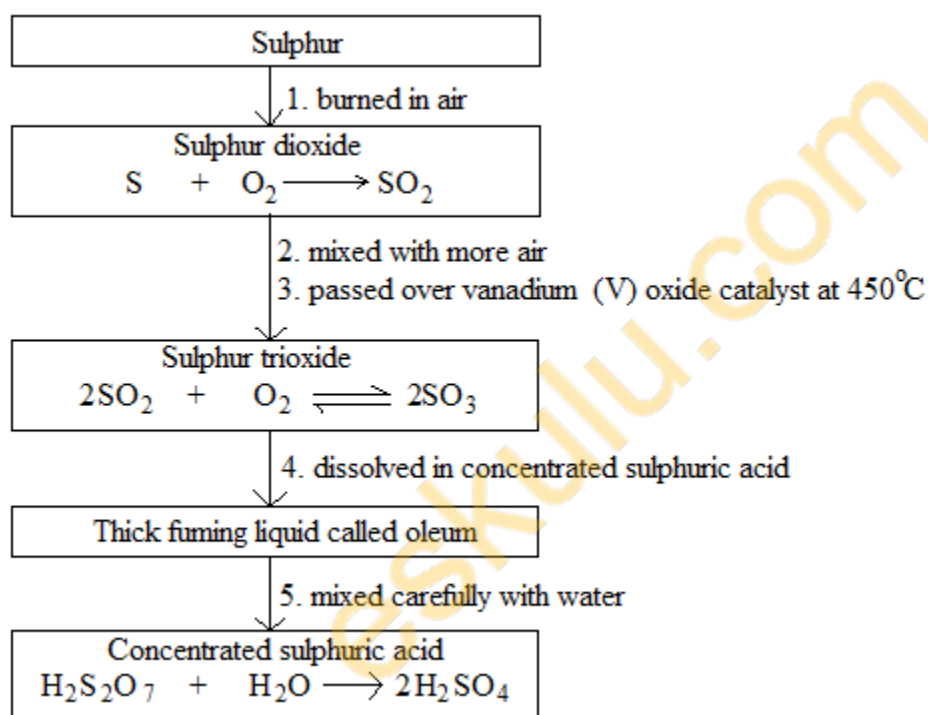 Sulphur
1. burned in air
Sulphur dioxide
S + O₂ ⟶ SO₂
2. mixed with more air
3. passed over vanadium (V) oxide catalyst at 450°C
Sulphur trioxide
2SO₂ + O₂ ⇌ 2SO₃
4. dissolved in concentrated sulphuric acid
Thick fuming liquid called oleum
5. mixed carefully with water
Concentrated sulphuric acid
H₂S₂O₇ + H₂O ⟶ 2H₂SO₄
eskulu.com